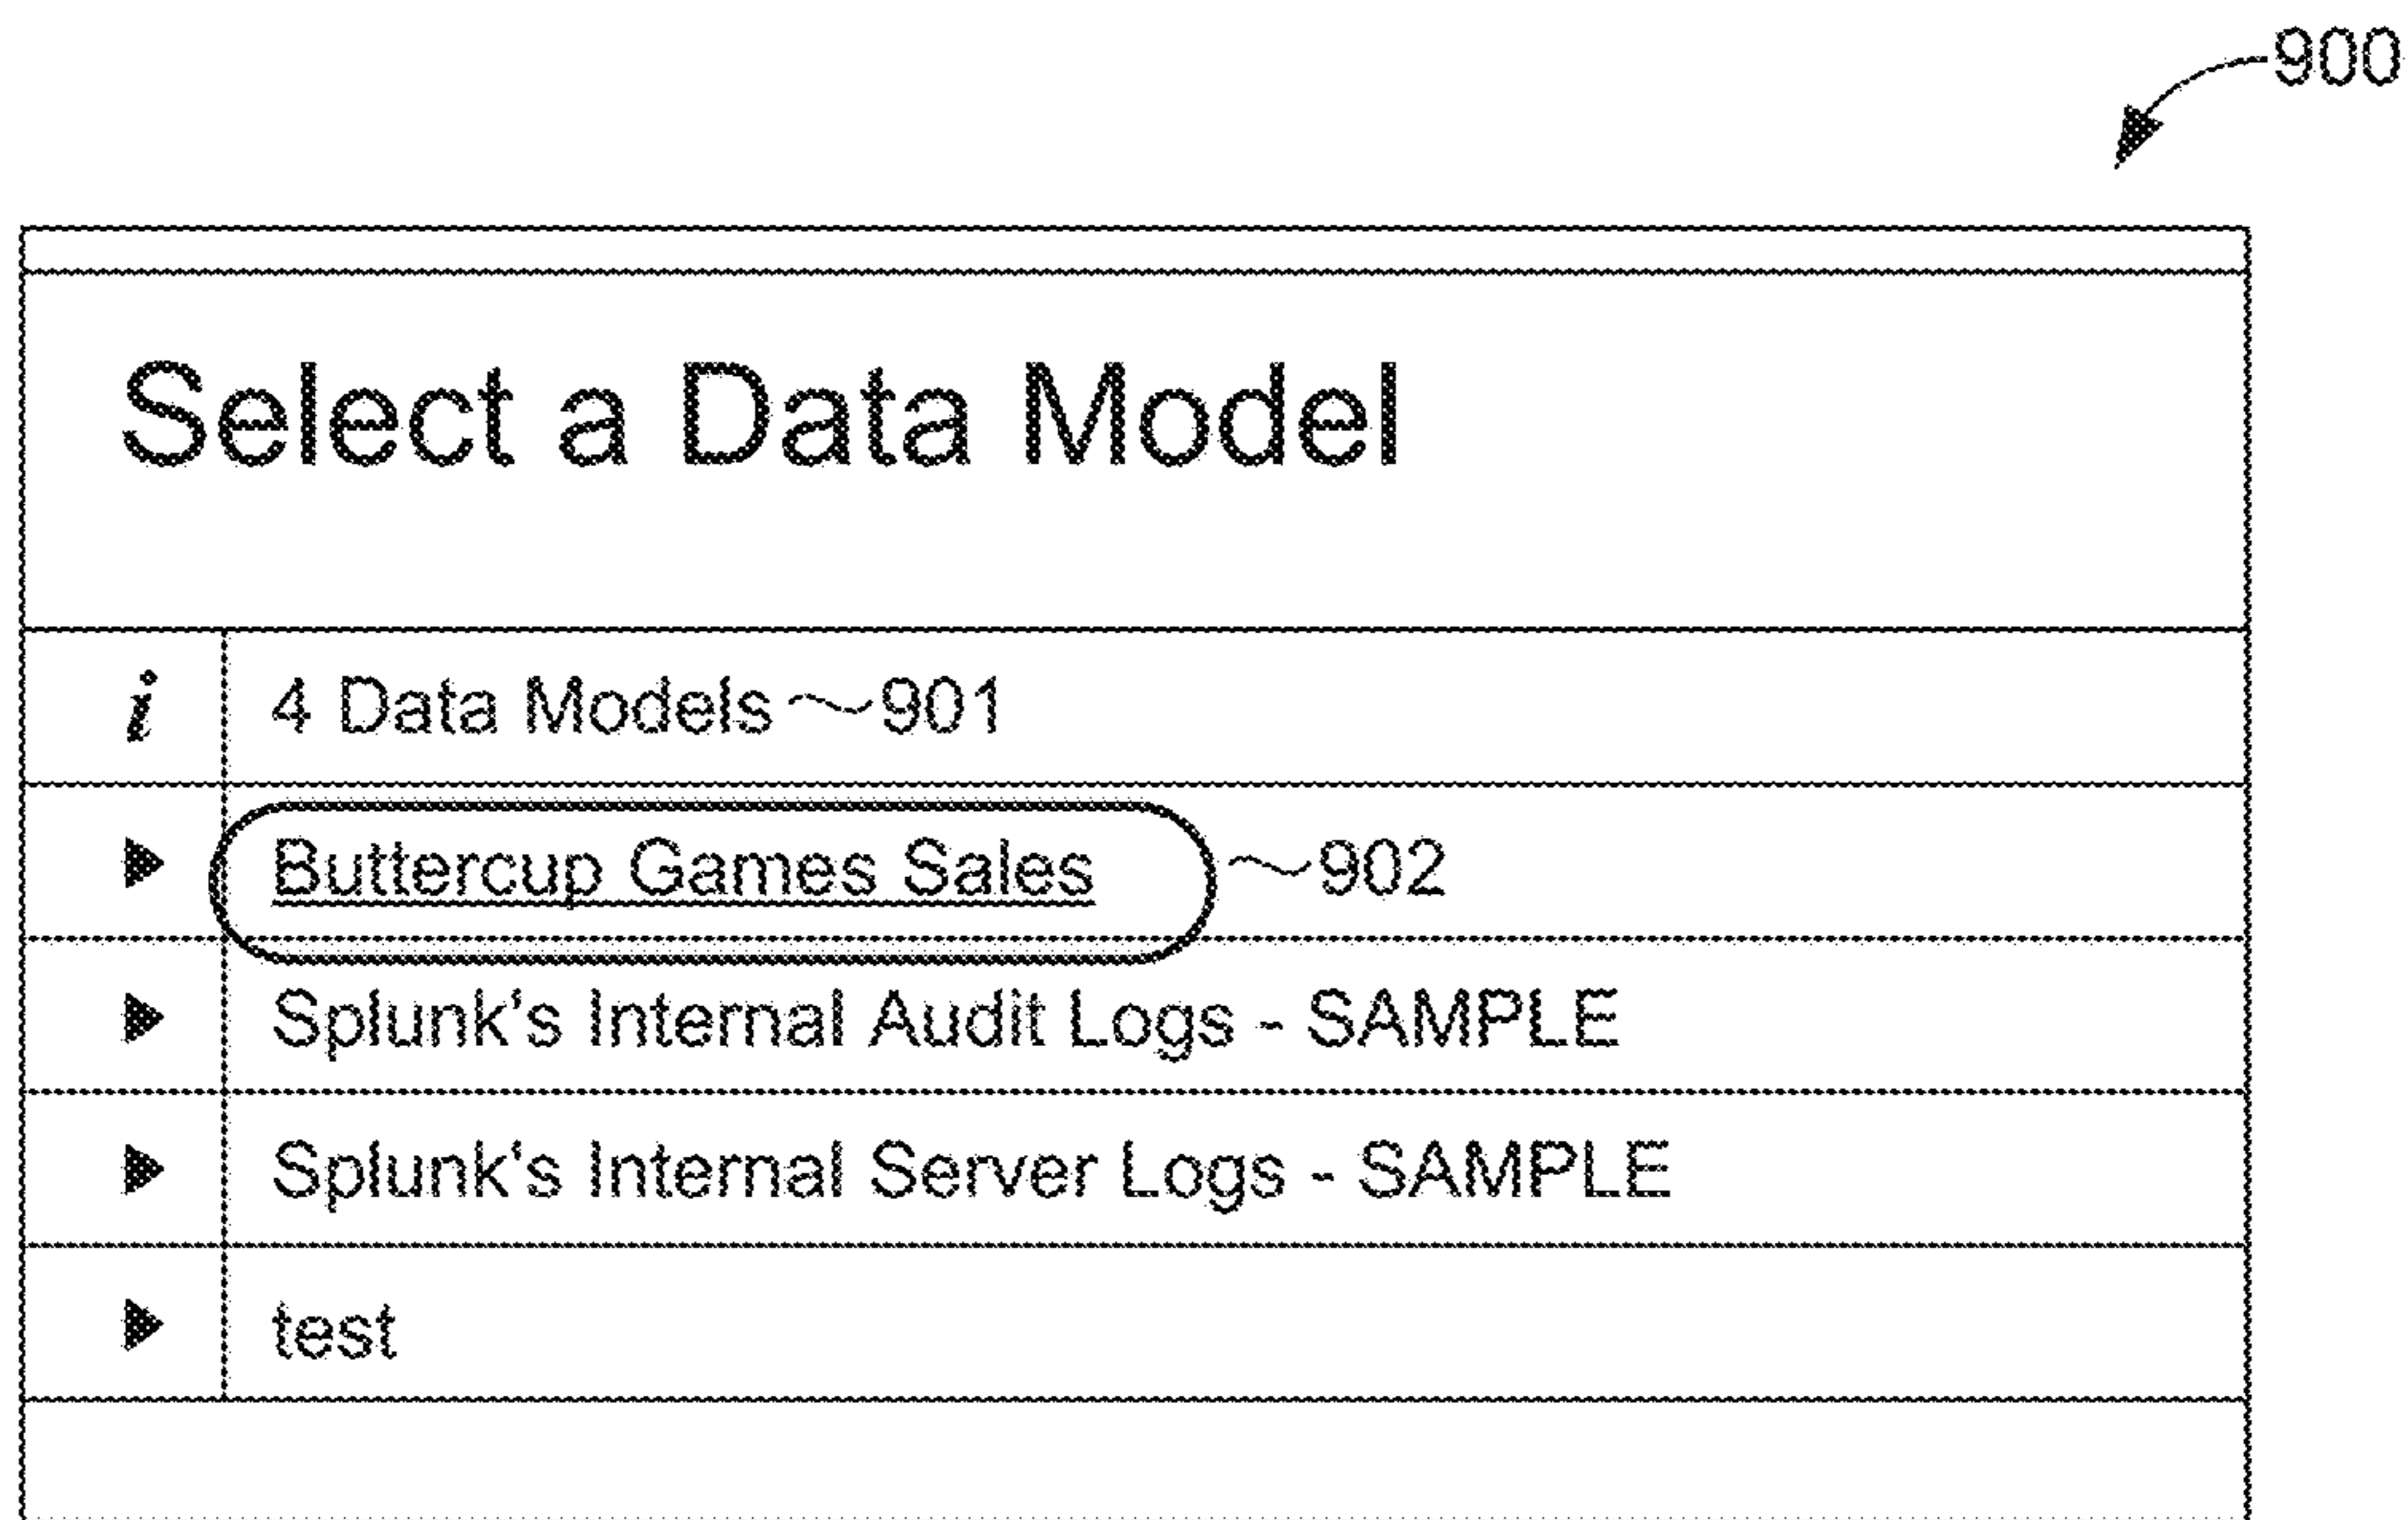 900
Select a Data Model
i 4 Data Models 901
Buttercup Games Sales 902
Splunk's Internal Audit Logs - SAMPLE
Splunk's Internal Server Logs - SAMPLE
test